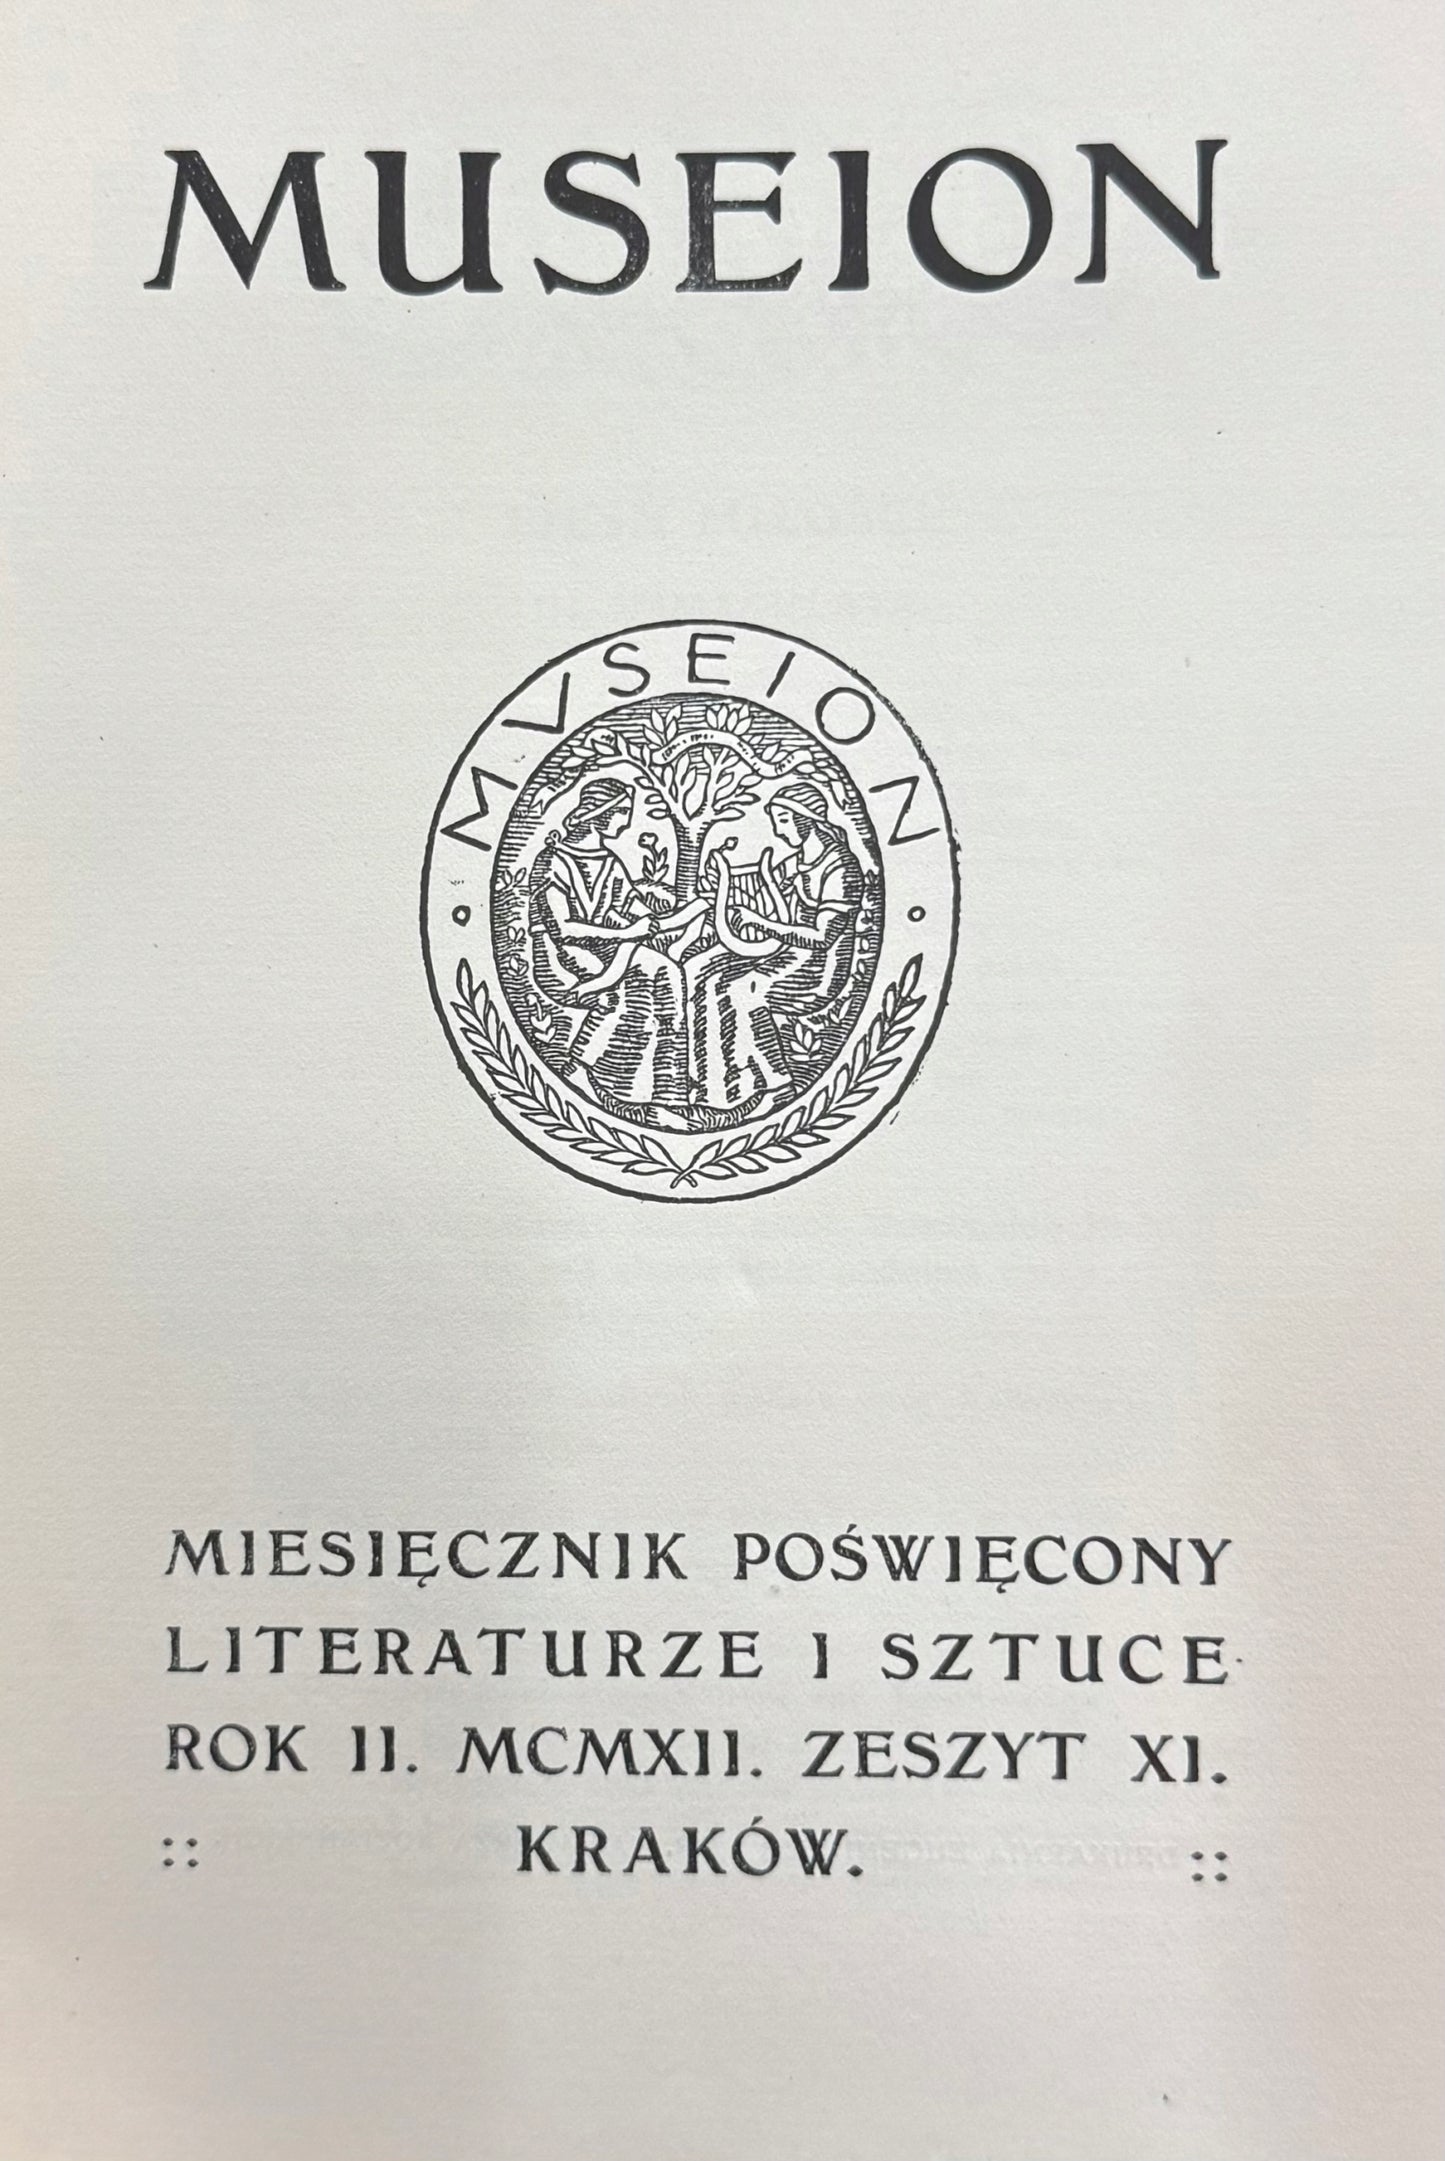 MUSEION
MVSEION
MIESIĘCZNIK POŚWIĘCONY
LITERATURZE I SZTUCE
ROK II. MCMXII. ZESZYT XI.
:: KRAKÓW. ::